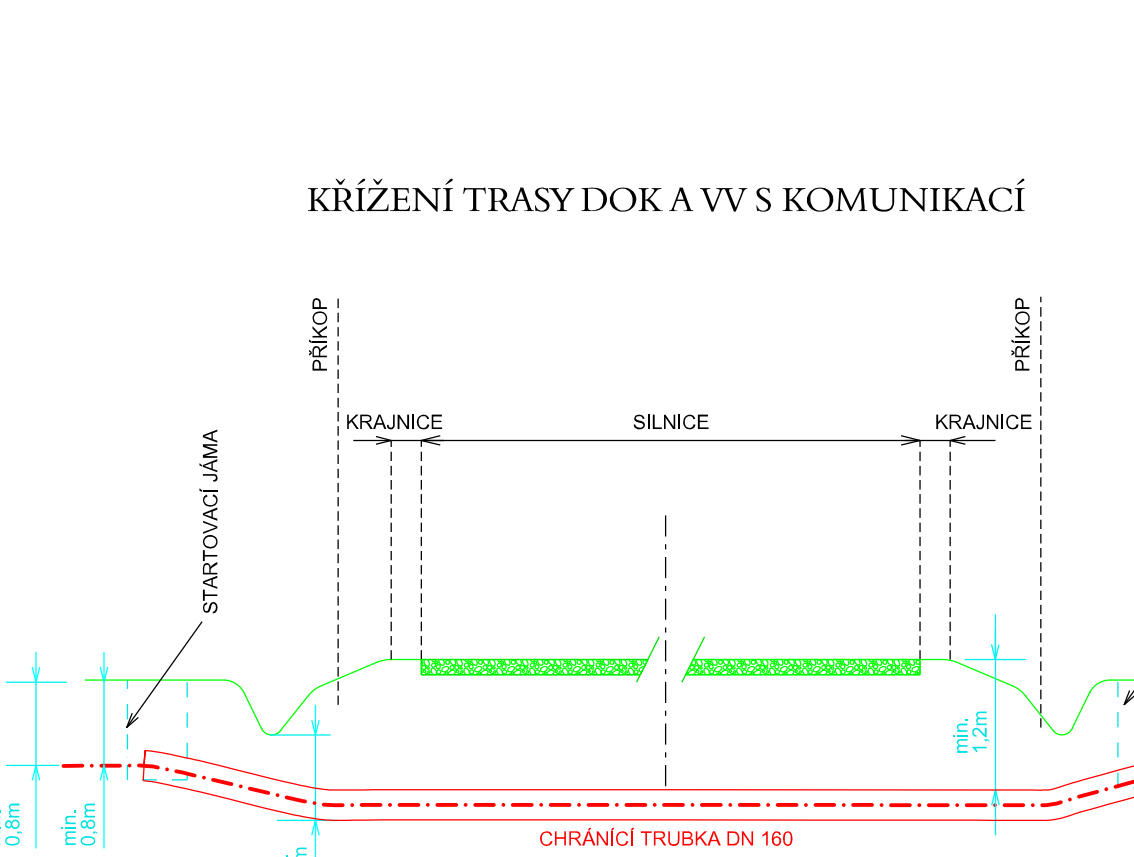 KŘÍŽENÍ TRASY DOK A VV S KOMUNIKACÍ
PŘÍKOP
PŘÍKOP
KRAJNICE
SILNICE
KRAJNICE
STARTOVACÍ JÁMA
min.
1,2m
0,8m
min.
0,8m
CHRÁNÍCÍ TRUBKA DN 160